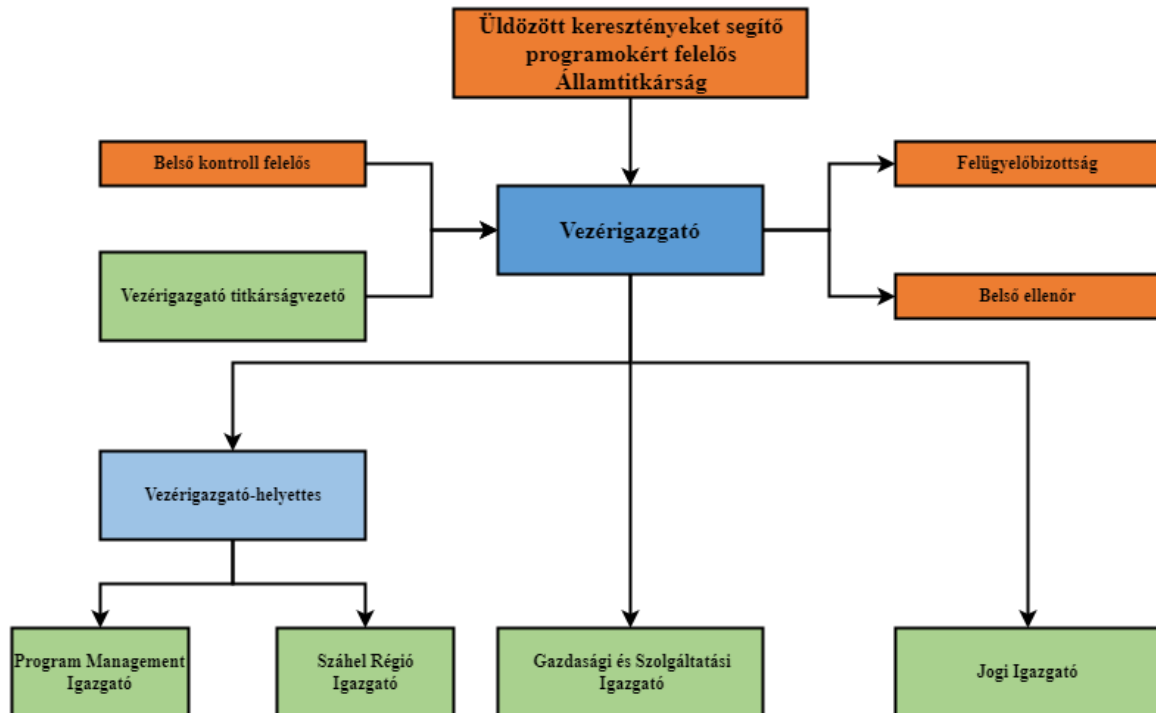 Üldözött keresztényeket segítő
programokért felelős
Államtitkárság
Belső kontroll felelős
Felügyelőbizottság
Vezérigazgató
Vezérigazgató titkárságvezető
Belső ellenőr
Vezérigazgató-helyettes
Program Management
Igazgató
Száhel Régió
Igazgató
Gazdasági és Szolgáltatási
Igazgató
Jogi Igazgató